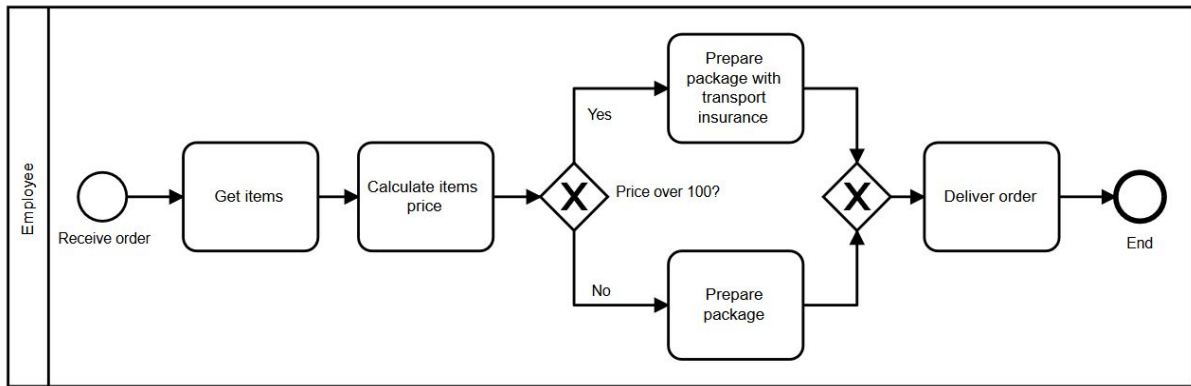 Employee
Receive order
Get items
Calculate items
price
X
Price over 100?
Yes
No
Prepare
package with
transport
insurance
Prepare
package
X
Deliver order
End